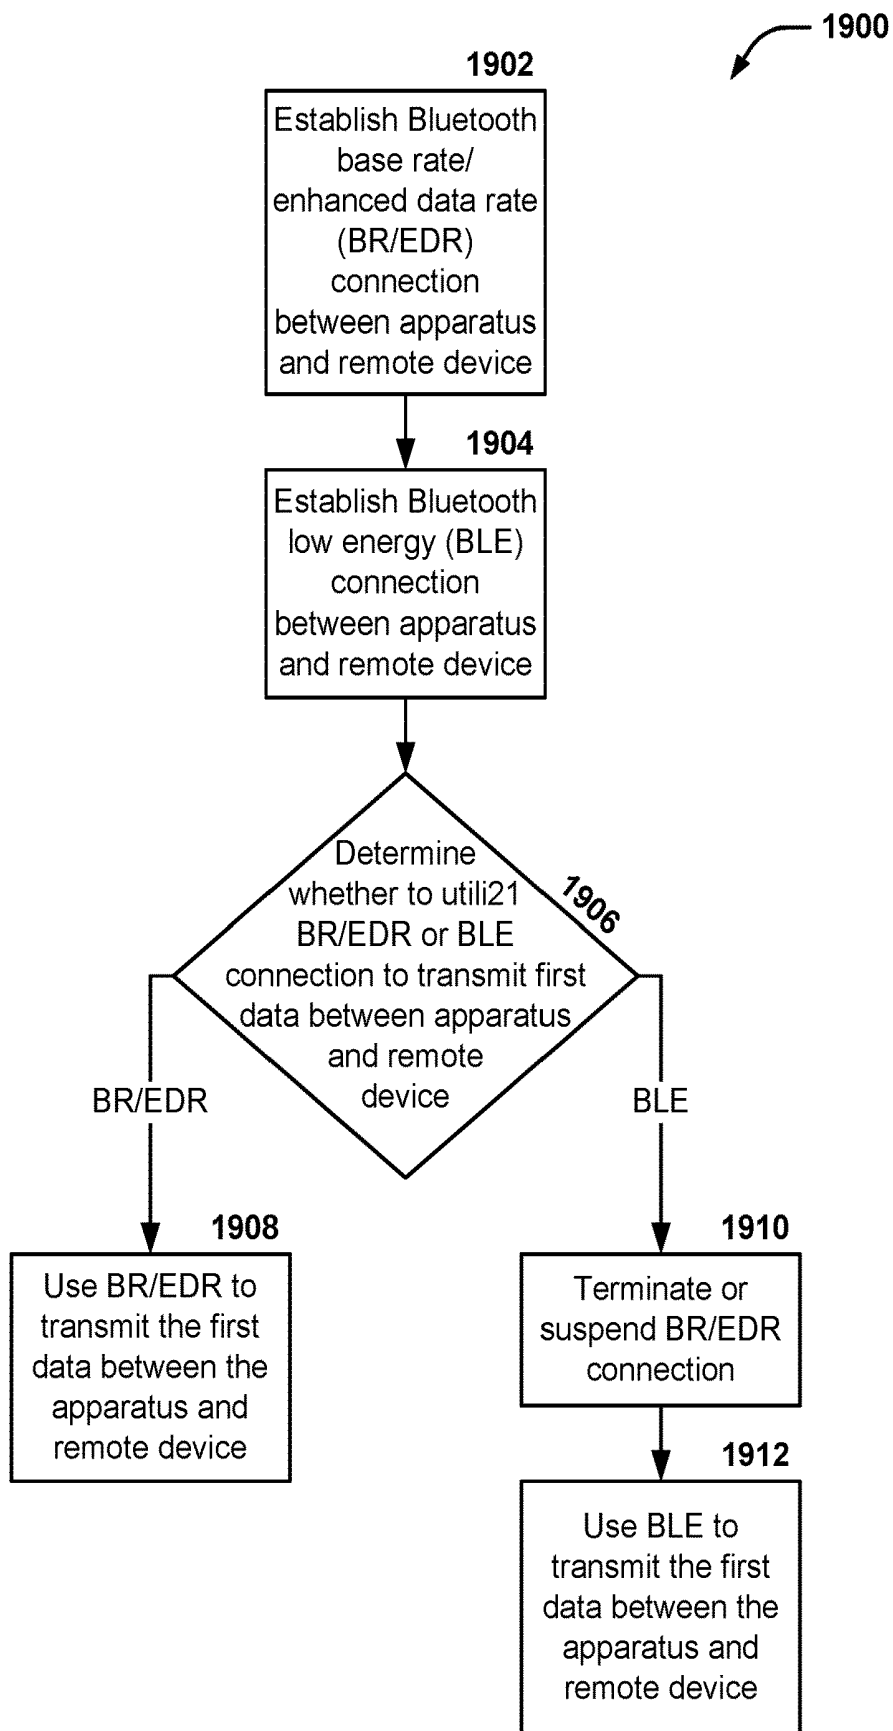 1900
1902
Establish Bluetooth
base rate/
enhanced data rate
(BR/EDR)
connection
between apparatus
and remote device
1904
Establish Bluetooth
low energy (BLE)
connection
between apparatus
and remote device
1906
Determine
whether to utili21
BR/EDR or BLE
connection to transmit first
data between apparatus
and remote
device
BR/EDR
BLE
1908
Use BR/EDR to
transmit the first
data between the
apparatus and
remote device
1910
Terminate or
suspend BR/EDR
connection
1912
Use BLE to
transmit the first
data between the
apparatus and
remote device